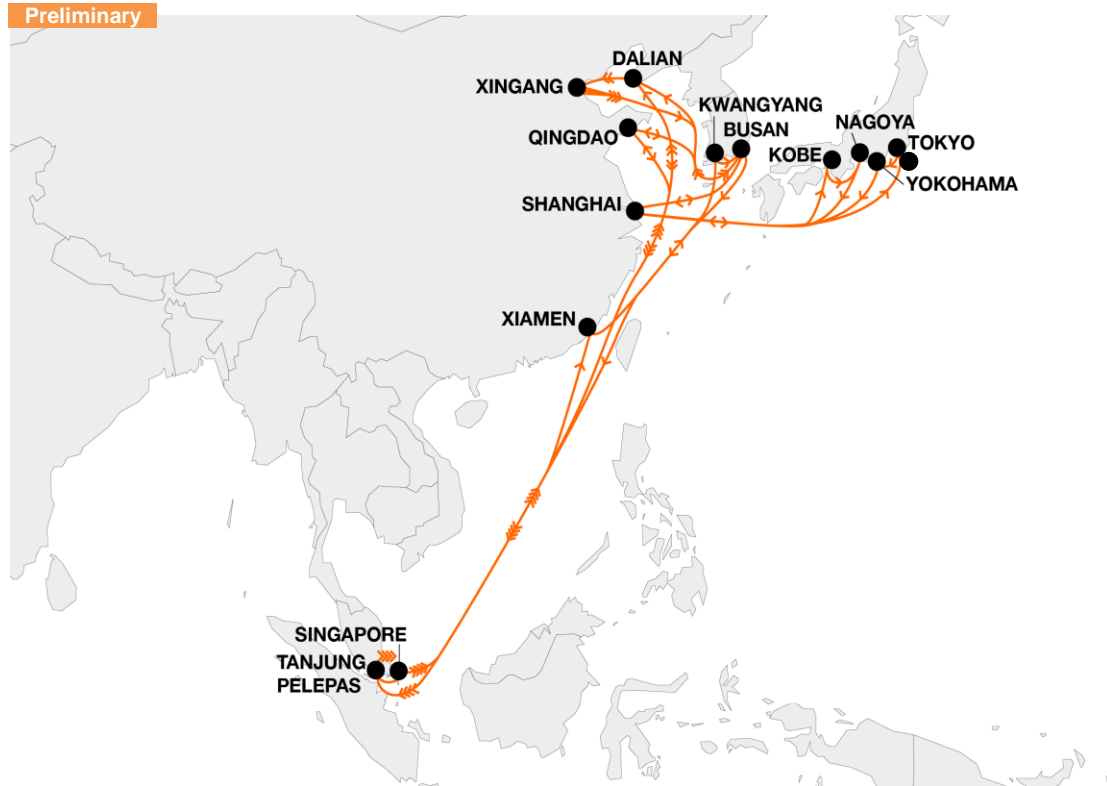 Preliminary
DALIAN
XINGANG
KWANGYANG
QINGDAO
BUSAN
NAGOYA
TOKYO
KOBE
YOKOHAMA
SHANGHAI
XIAMEN
SINGAPORE
TANJUNG
PELEPAS